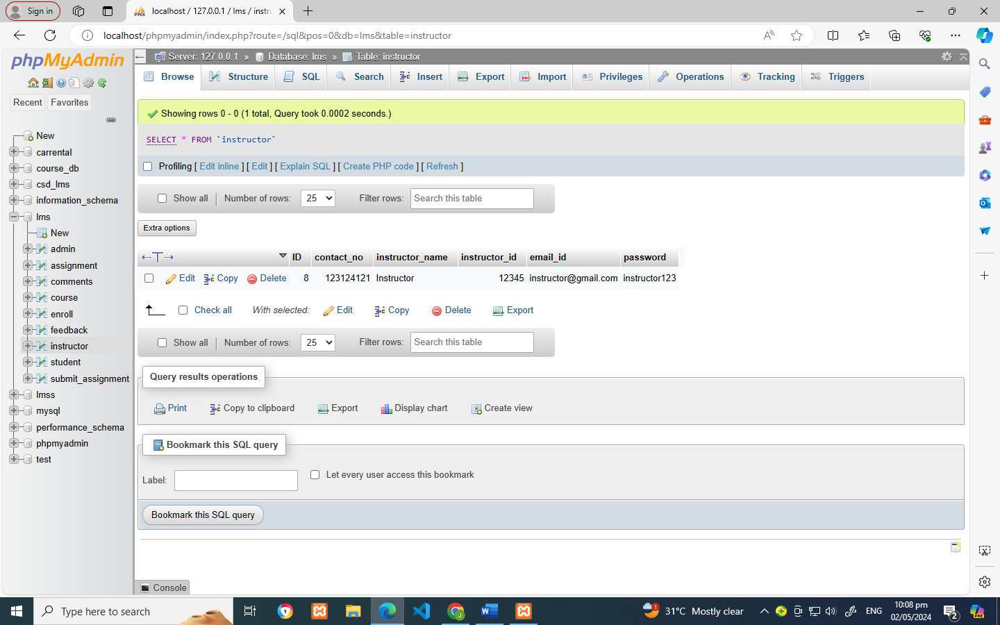 Sign in
localhost / 127.0.0.1 / lms / instru
localhost/phpmyadmin/index.php?route=/sql&pos=0&db=lms&table=instructor
phpMyAdmin
Recent Favorites
New
carrental
course_db
csd_lms
information_schema
lms
New
admin
assignment
comments
course
enroll
feedback
instructor
student
submit_assignment
lmss
mysql
performance_schema
phpmyadmin
test
Server: 127.0.0.1 » Database: lms » Table: instructor
Browse Structure SQL Search Insert Export Import Privileges Operations Tracking Triggers
Showing rows 0 - 0 (1 total, Query took 0.0002 seconds.)
SELECT * FROM `instructor`
Profiling [ Edit inline ] [ Edit ] [ Explain SQL ] [ Create PHP code ] [ Refresh ]
Show all Number of rows: 25 Filter rows: Search this table
Extra options
ID contact_no instructor_name instructor_id email_id password
Edit Copy Delete 8 123124121 Instructor 12345 instructor@gmail.com instructor123
Check all With selected: Edit Copy Delete Export
Show all Number of rows: 25 Filter rows: Search this table
Query results operations
Print Copy to clipboard Export Display chart Create view
Bookmark this SQL query
Label: Let every user access this bookmark
Bookmark this SQL query
Console
Type here to search
1 31°C Mostly clear ENG 10:08 pm
02/05/2024
2